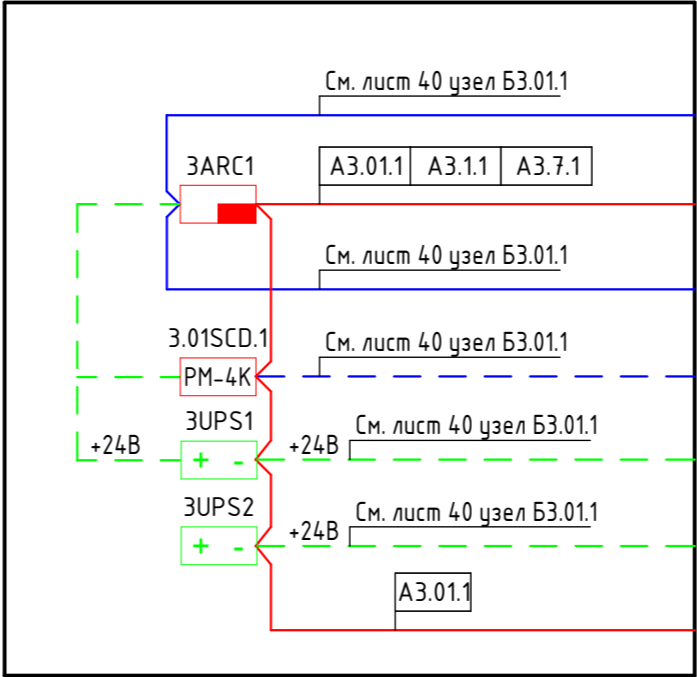 См. лист 40 узел Б3.01.1
3ARC1
А3.01.1 А3.1.1 А3.7.1
См. лист 40 узел Б3.01.1
3.01SCD.1
См. лист 40 узел Б3.01.1
РМ-4К
3UPS1
См. лист 40 узел Б3.01.1
+24В
+24В
+ -
3UPS2
См. лист 40 узел Б3.01.1
+24В
+ -
А3.01.1